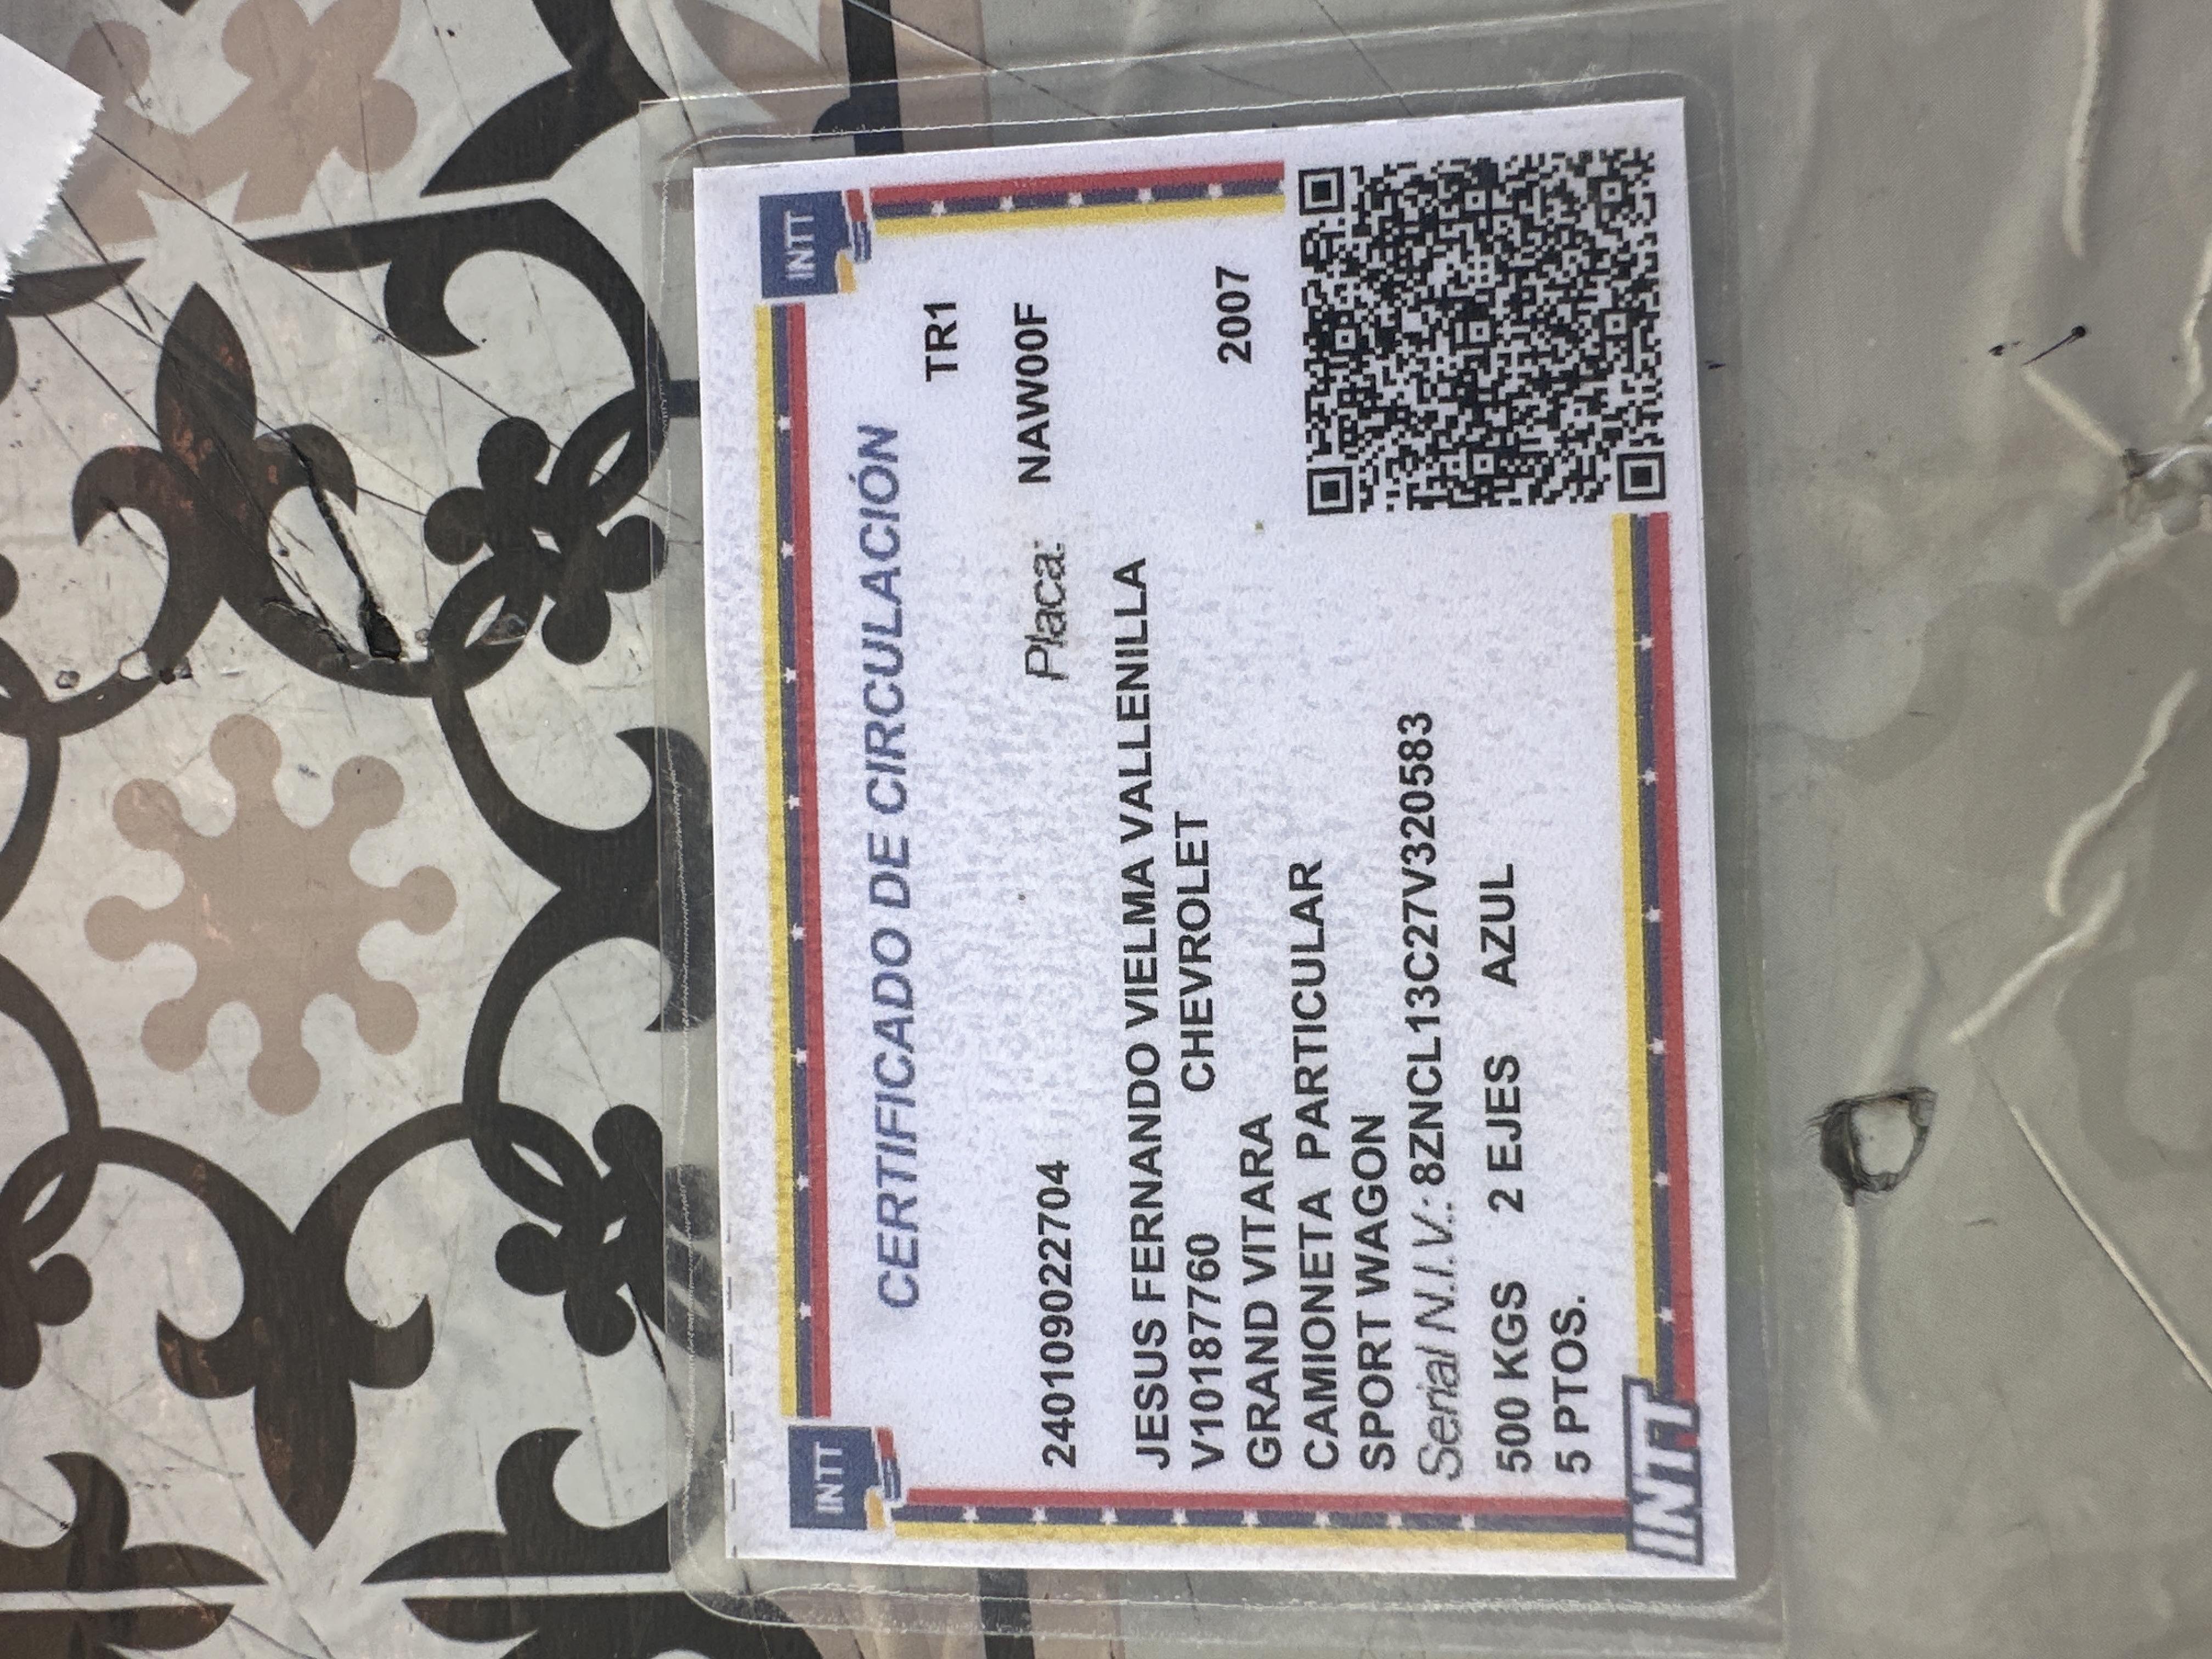 INTT
INTT
CERTIFICADO DE CIRCULACIÓN
TR1
240109022704 Placa: NAW00F
JESUS FERNANDO VIELMA VALLENILLA
V10187760 CHEVROLET
GRAND VITARA 2007
CAMIONETA PARTICULAR
SPORT WAGON
Serial N.I.V.: 8ZNCL13C27V320583
500 KGS 2 EJES AZUL
5 PTOS.
INTT